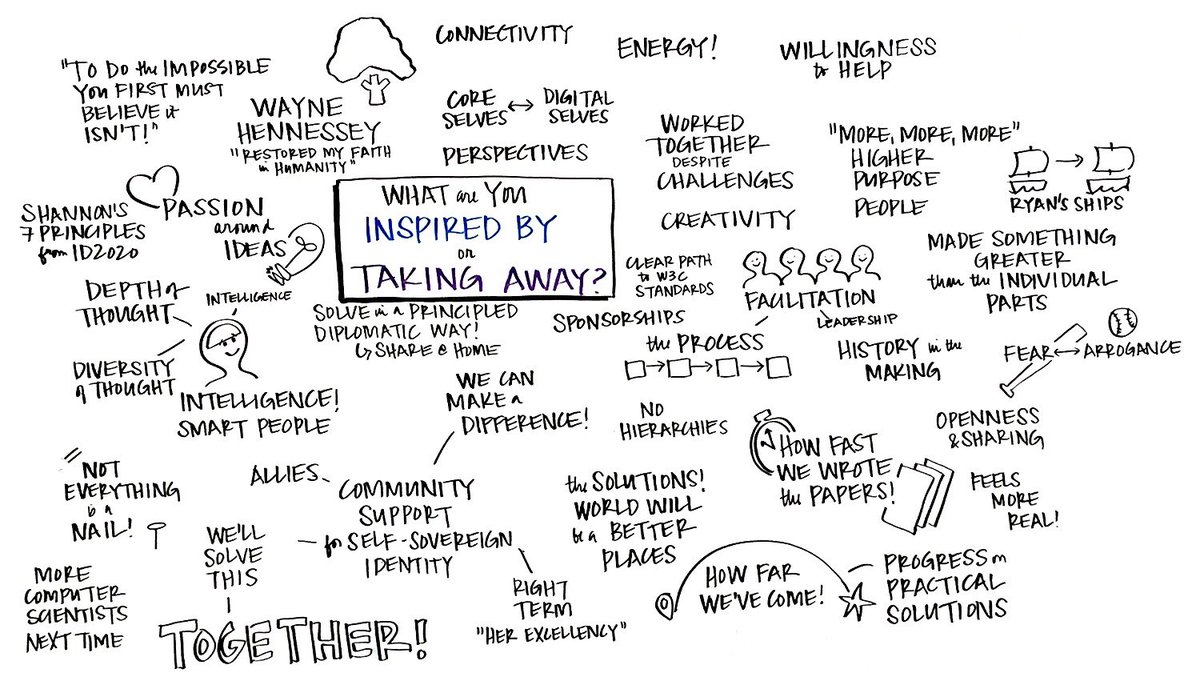 "TO DO the IMPOSSIBLE
YOU FIRST MUST
BELIEVE it
ISN'T!"
WAYNE
HENNESSEY
"RESTORED MY FAITH
in HUMANITY"
CONNECTIVITY
ENERGY!
WILLINGNESS
to HELP
CORE
SELVES
DIGITAL
SELVES
PERSPECTIVES
WORKED
TOGETHER
DESPITE
CHALLENGES
CREATIVITY
"MORE, MORE, MORE"
HIGHER
PURPOSE
PEOPLE
RYAN'S SHIPS
SHANNON'S
7 PRINCIPLES
from ID2020
PASSION
around
IDEAS
WHAT are YOU
INSPIRED BY
or
TAKING AWAY?
CLEAR PATH
to W3C
STANDARDS
FACILITATION
LEADERSHIP
MADE SOMETHING
GREATER
than the INDIVIDUAL
PARTS
DEPTH of
THOUGHT
INTELLIGENCE
DIVERSITY
of THOUGHT
INTELLIGENCE!
SMART PEOPLE
SOLVE in a PRINCIPLED
DIPLOMATIC WAY!
SHARE @ HOME
SPONSORSHIPS
the PROCESS
HISTORY in the
MAKING
FEAR
ARROGANCE
WE CAN
MAKE a
DIFFERENCE!
NO
HIERARCHIES
HOW FAST
WE WROTE
the PAPERS!
OPENNESS
& SHARING
FEELS
MORE
REAL!
NOT
EVERYTHING
is a
NAIL!
ALLIES
COMMUNITY
SUPPORT
for SELF-SOVEREIGN
IDENTITY
the SOLUTIONS!
WORLD WILL
be a BETTER
PLACES
WE'LL
SOLVE
THIS
TOGETHER!
MORE
COMPUTER
SCIENTISTS
NEXT TIME
RIGHT
TERM
"HER EXCELLENCY"
HOW FAR
WE'VE COME!
PROGRESS on
PRACTICAL
SOLUTIONS